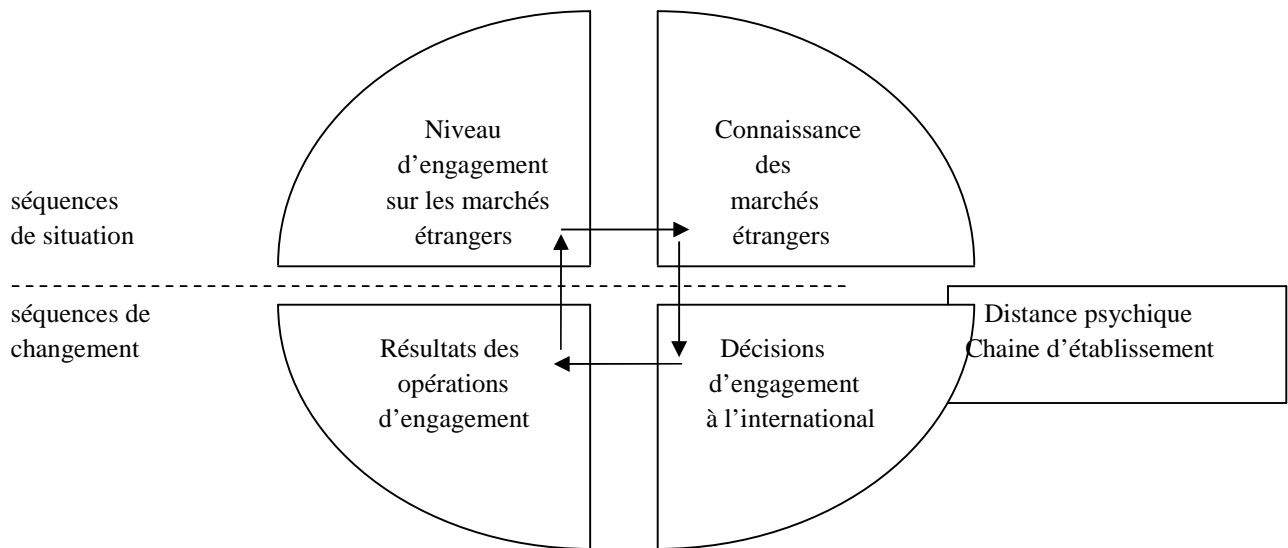 Niveau
d’engagement
sur les marchés
étrangers
Connaissance
des
marchés
étrangers
séquences
de situation
séquences de
changement
Résultats des
opérations
d’engagement
Décisions
d’engagement
à l’international
Distance psychique
Chaine d’établissement